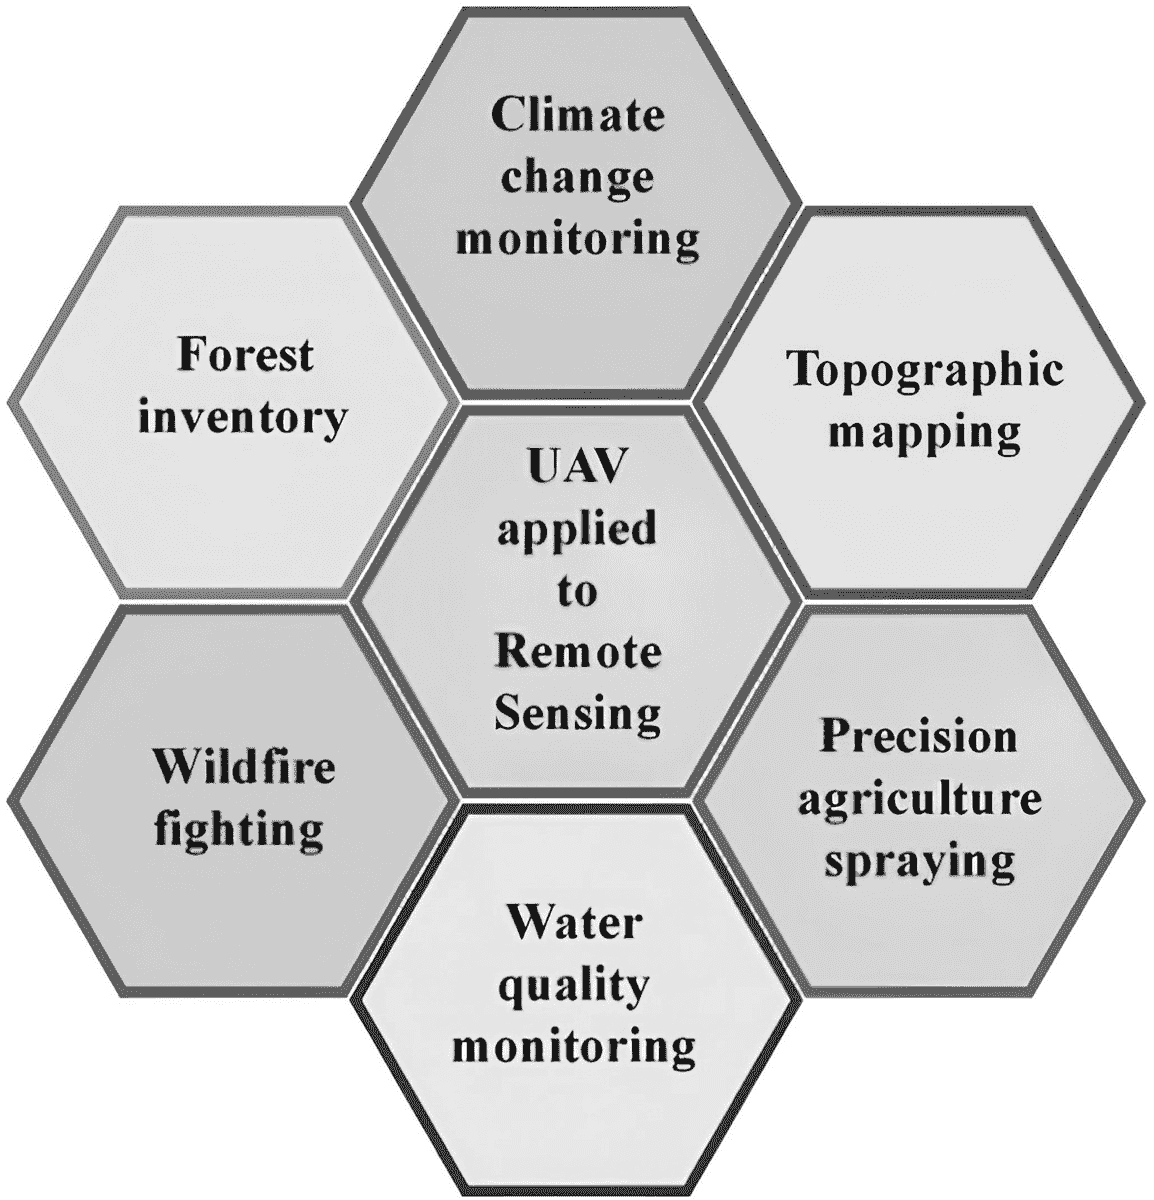 Climate
change
monitoring
Forest
inventory
Topographic
mapping
UAV
applied
to
Remote
Sensing
Wildfire
fighting
Precision
agriculture
spraying
Water
quality
monitoring